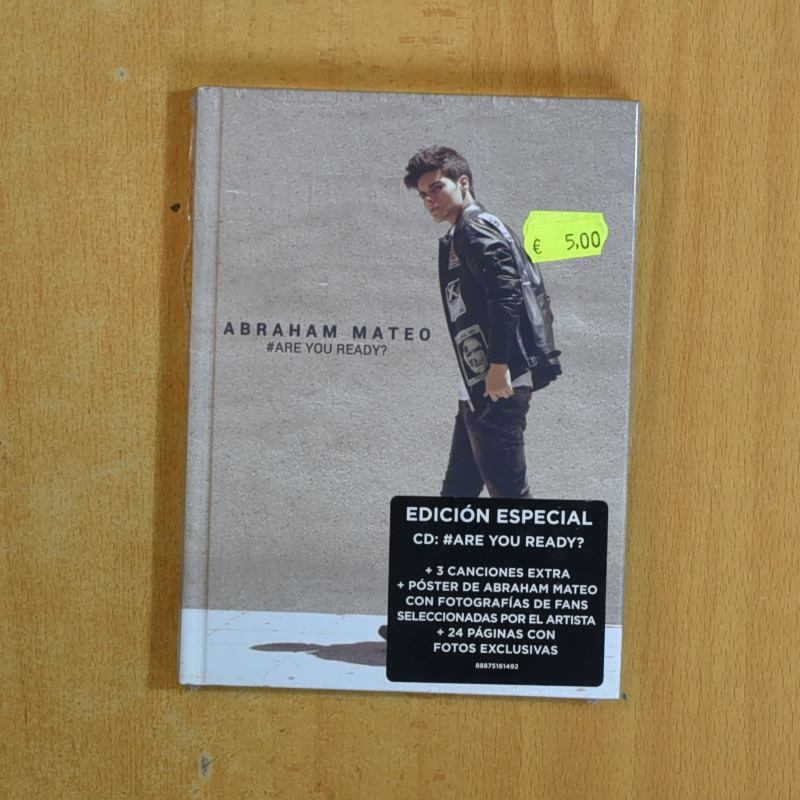 € 5,00
ABRAHAM MATEO
#ARE YOU READY?
EDICIÓN ESPECIAL
CD: #ARE YOU READY?
+ 3 CANCIONES EXTRA
+ PÓSTER DE ABRAHAM MATEO
CON FOTOGRAFÍAS DE FANS
SELECCIONADAS POR EL ARTISTA
+ 24 PÁGINAS CON
FOTOS EXCLUSIVAS
88875161492